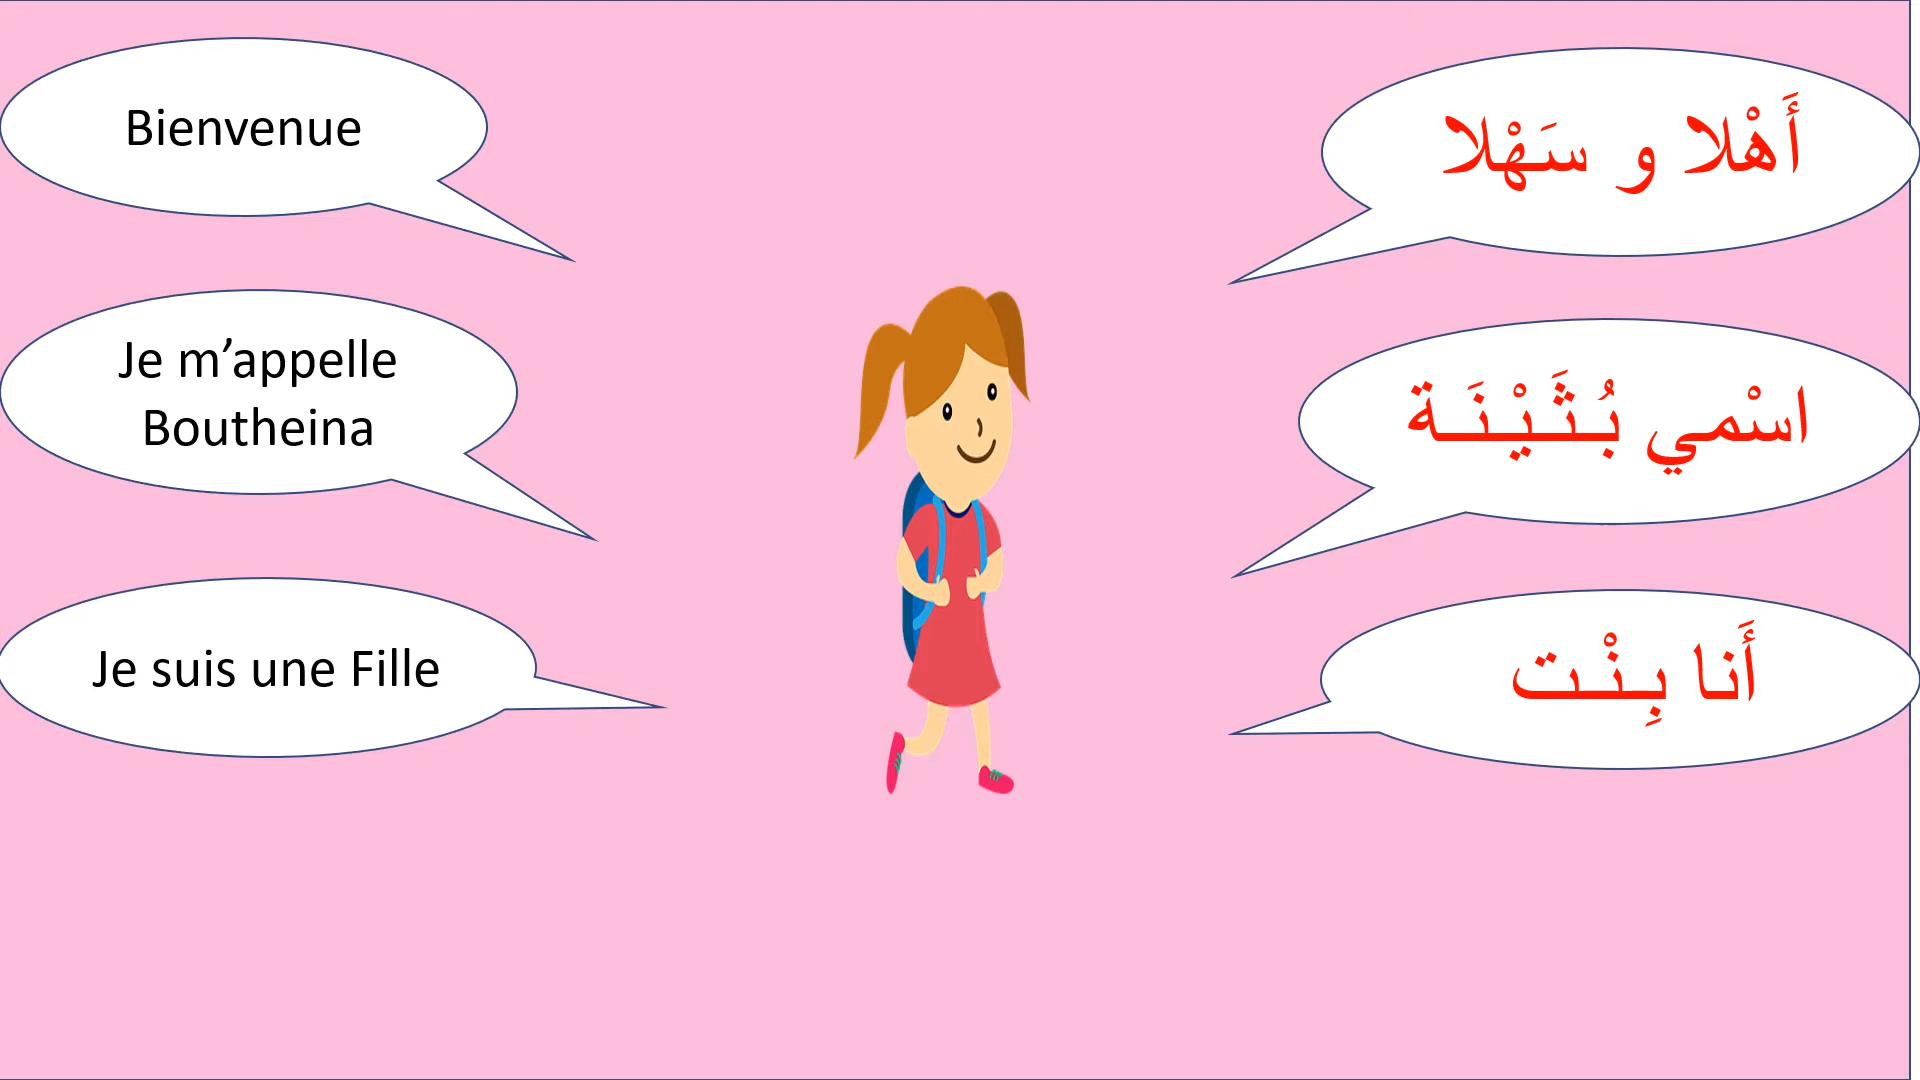 Bienvenue
أَهْلا و سَهْلا
Je m’appelle
Boutheina
اسْمي بُـثَـيْـنَـة
Je suis une Fille
أَنا بِـنْـت